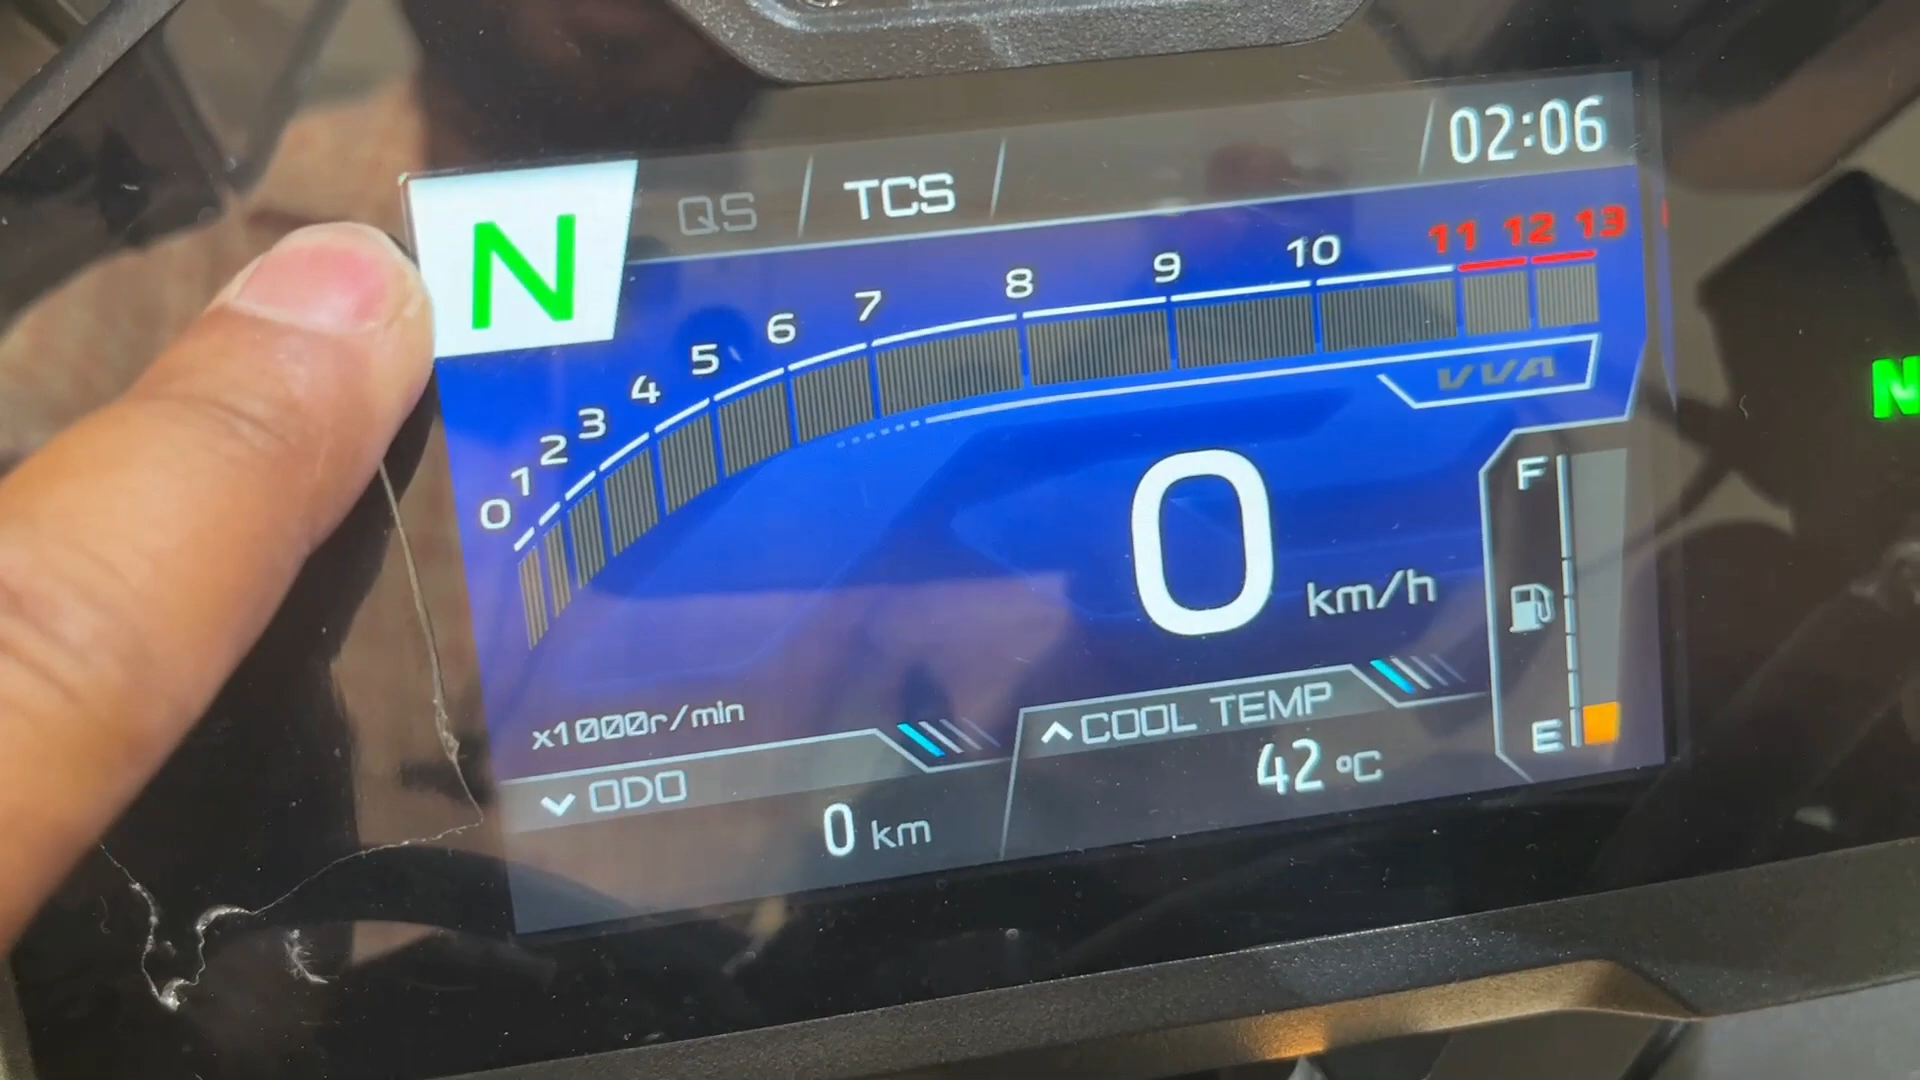 N QS TCS 02:06
0 1 2 3 4 5 6 7 8 9 10 11 12 13
VVA
N
F
0 km/h
E
x1000r/min
COOL TEMP
42 °C
ODO
0 km